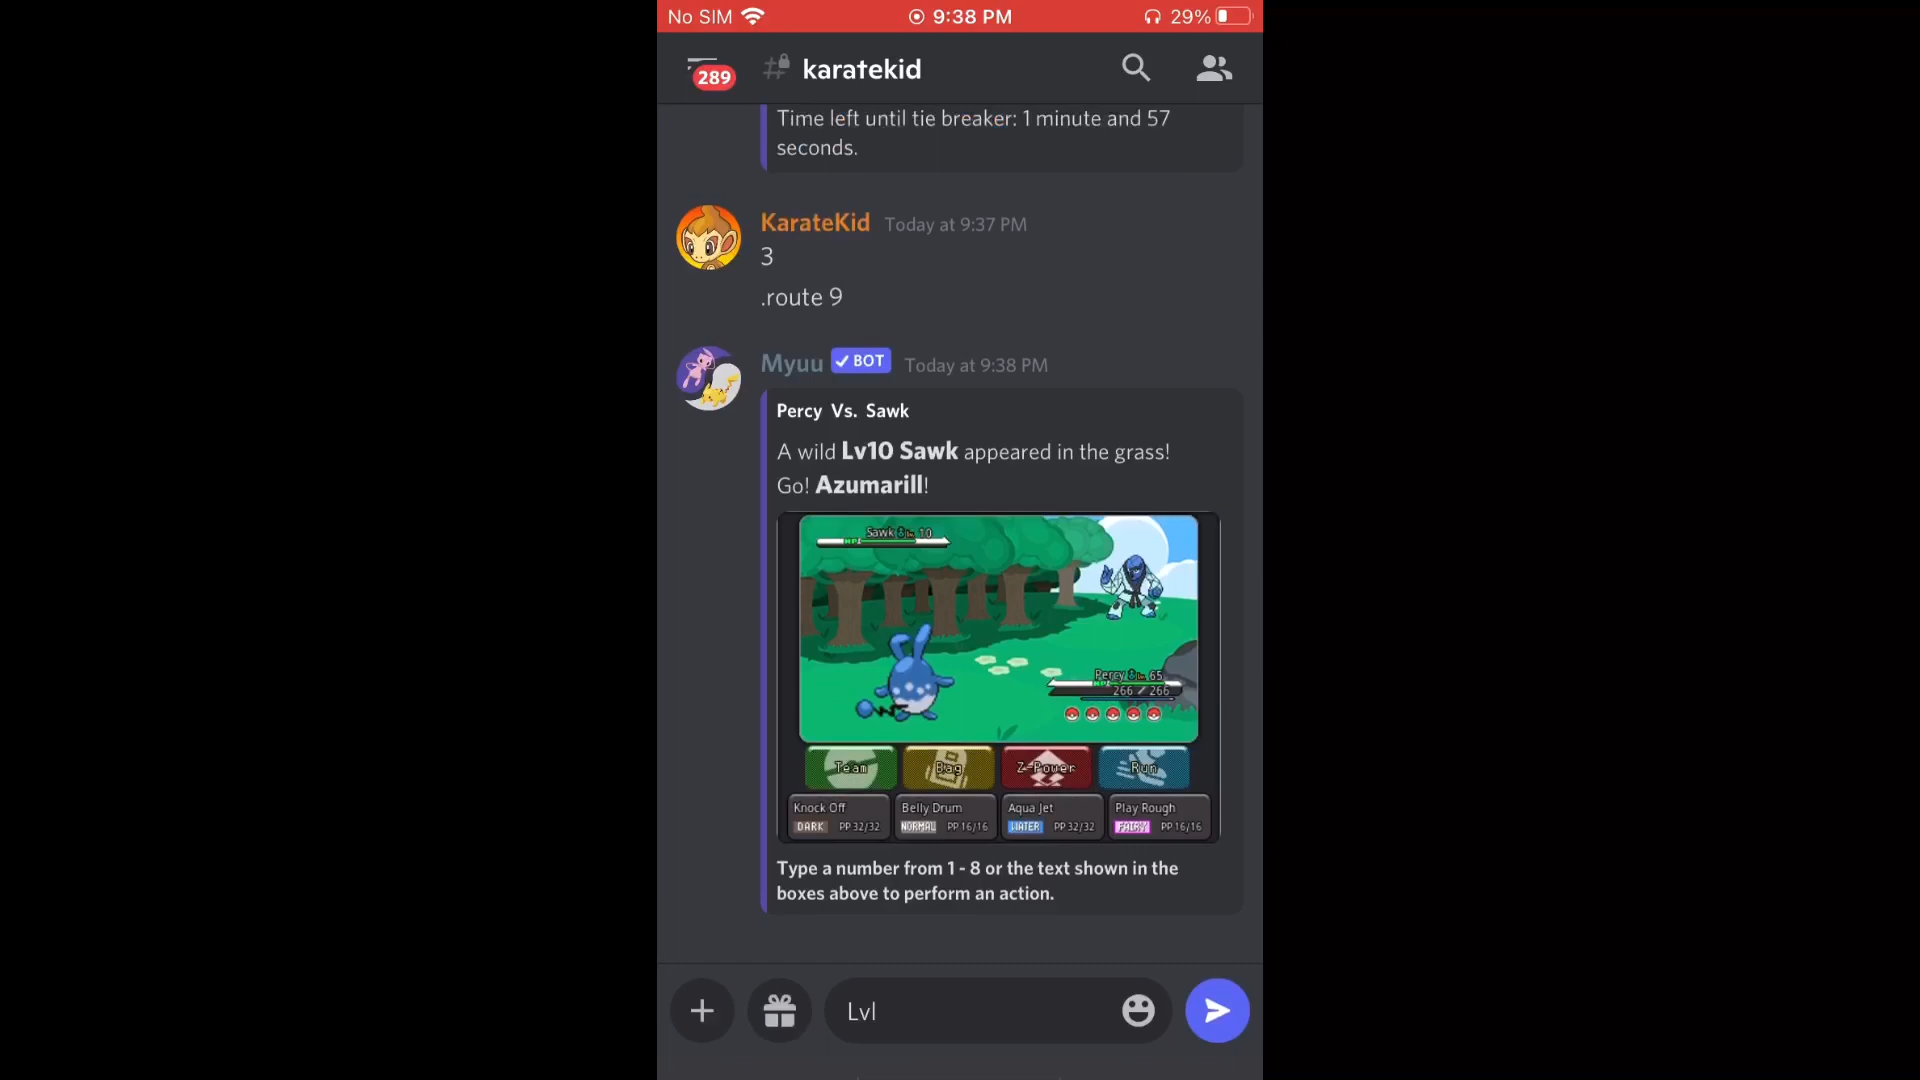 No SIM 9:38 PM 29%
289 karatekid
Time left until tie breaker: 1 minute and 57
seconds.
KarateKid Today at 9:37 PM
3
.route 9
Myuu BOT Today at 9:38 PM
Percy Vs. Sawk
A wild Lv10 Sawk appeared in the grass!
Go! Azumarill!
Sawk Lv 10
HP
Percy Lv 65
HP
266 / 266
Team Bag Z-Power Run
Knock Off Belly Drum Aqua Jet Play Rough
DARK PP 32/32 NORMAL PP 16/16 WATER PP 32/32 FAIRY PP 16/16
Type a number from 1 - 8 or the text shown in the
boxes above to perform an action.
Lvl